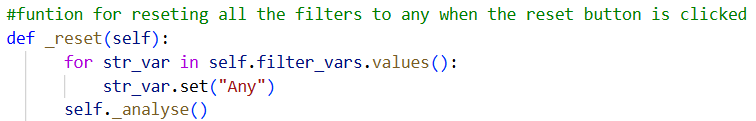 #funtion for reseting all the filters to any when the reset button is clicked
def _reset(self):
    for str_var in self.filter_vars.values():
        str_var.set("Any")
    self._analyse()